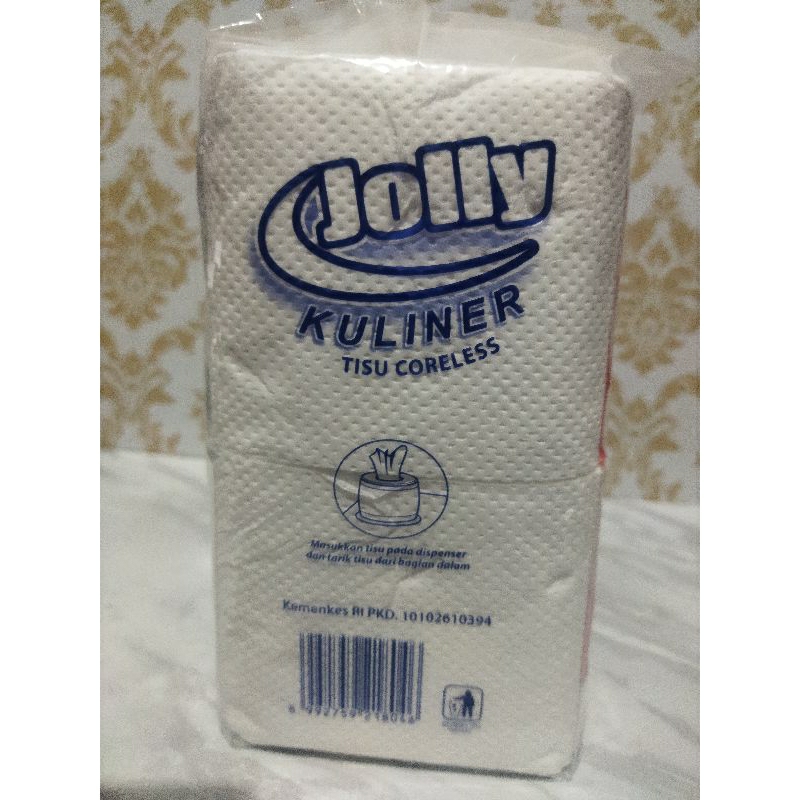 Jolly
KULINER
TISU CORELESS
Masukkan tisu pada dispenser
dan tarik tisu dari bagian dalam
Kemenkes RI PKD. 10102610394